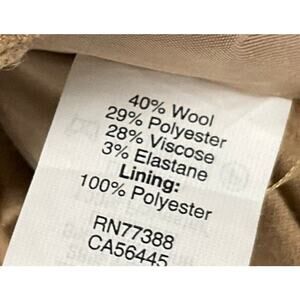 40% Wool
29% Polyester
28% Viscose
3% Elastane
Lining:
100% Polyester
RN77388
CA56445